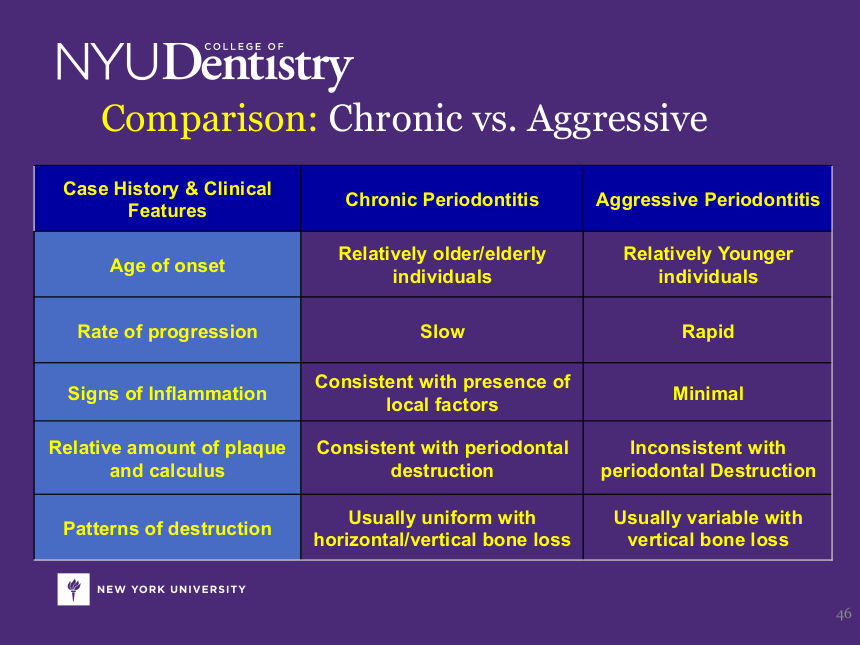 COLLEGE OF
NYU Dentistry
Comparison: Chronic vs. Aggressive
Case History & Clinical
Features
Chronic Periodontitis
Aggressive Periodontitis
Age of onset
Relatively older/elderly
individuals
Relatively Younger
individuals
Rate of progression
Slow
Rapid
Signs of Inflammation
Consistent with presence of
local factors
Minimal
Relative amount of plaque
and calculus
Consistent with periodontal
destruction
Inconsistent with
periodontal Destruction
Patterns of destruction
Usually uniform with
horizontal/vertical bone loss
Usually variable with
vertical bone loss
NEW YORK UNIVERSITY
46